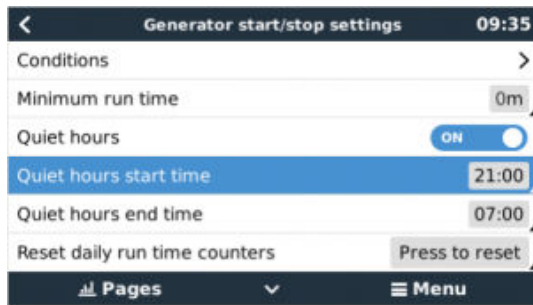 Generator start/stop settings 09:35
Conditions
Minimum run time 0m
Quiet hours ON
Quiet hours start time 21:00
Quiet hours end time 07:00
Reset daily run time counters Press to reset
Pages Menu